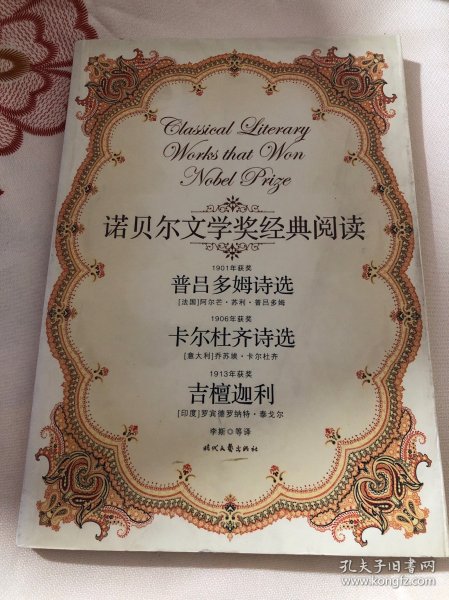 Classical Literary
Works that Won
Nobel Prize
诺贝尔文学奖经典阅读
1901年获奖
普吕多姆诗选
[法国]阿尔芒·苏利·普吕多姆
1906年获奖
卡尔杜齐诗选
[意大利]乔苏埃·卡尔杜齐
1913年获奖
吉檀迦利
[印度]罗宾德罗纳特·泰戈尔
李斯◎等译
时代文艺出版社
孔夫子旧书网
www.kongfz.com